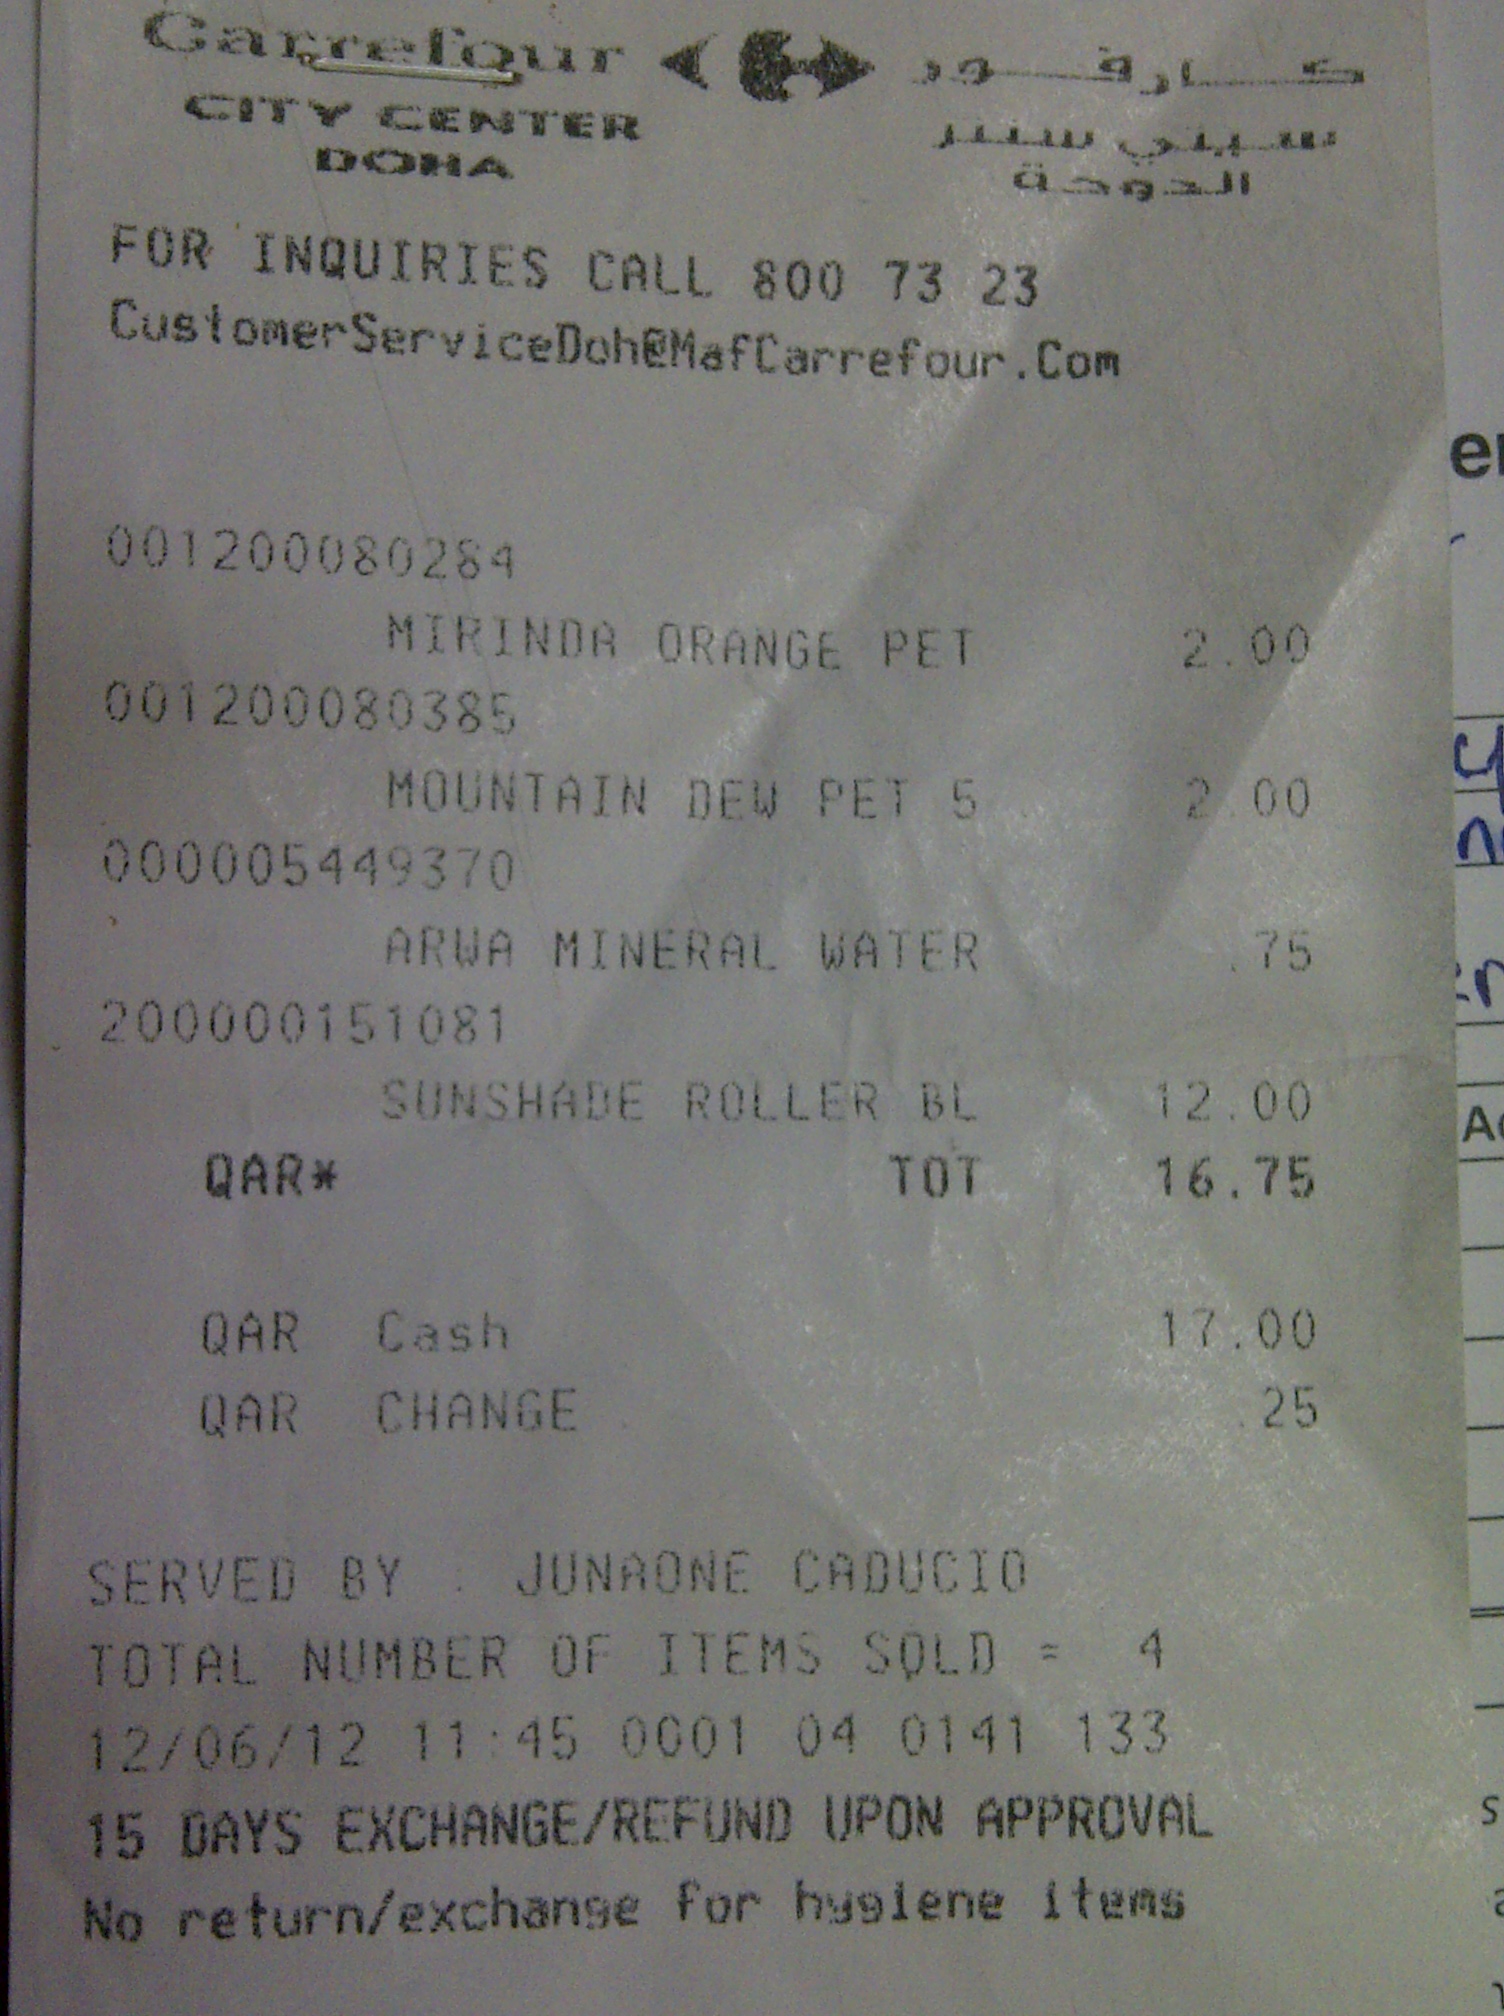 Carrefour كارفور
CITY CENTER سيتي سنتر
DOHA الدوحة
FOR INQUIRIES CALL 800 73 23
CustomerServiceDoh@MafCarrefour.Com
001200080284
MIRINDA ORANGE PET 2.00
001200080385
MOUNTAIN DEW PET 5 2.00
000005449370
ARWA MINERAL WATER .75
200000151081
SUNSHADE ROLLER BL 12.00
QAR* TOT 16.75
QAR Cash 17.00
QAR CHANGE .25
SERVED BY : JUNAONE CADUCIO
TOTAL NUMBER OF ITEMS SOLD = 4
12/06/12 11:45 0001 04 0141 133
15 DAYS EXCHANGE/REFUND UPON APPROVAL
No return/exchange for hygiene items